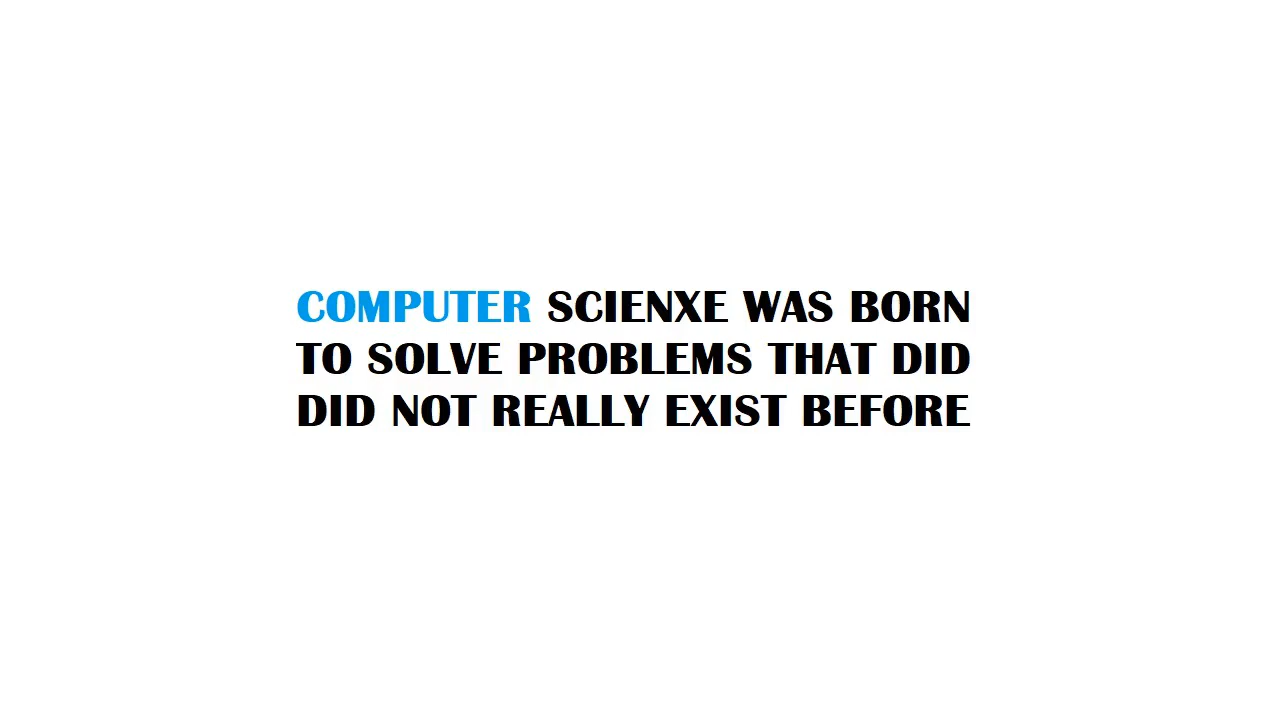 COMPUTER SCIENXE WAS BORN
TO SOLVE PROBLEMS THAT DID
DID NOT REALLY EXIST BEFORE